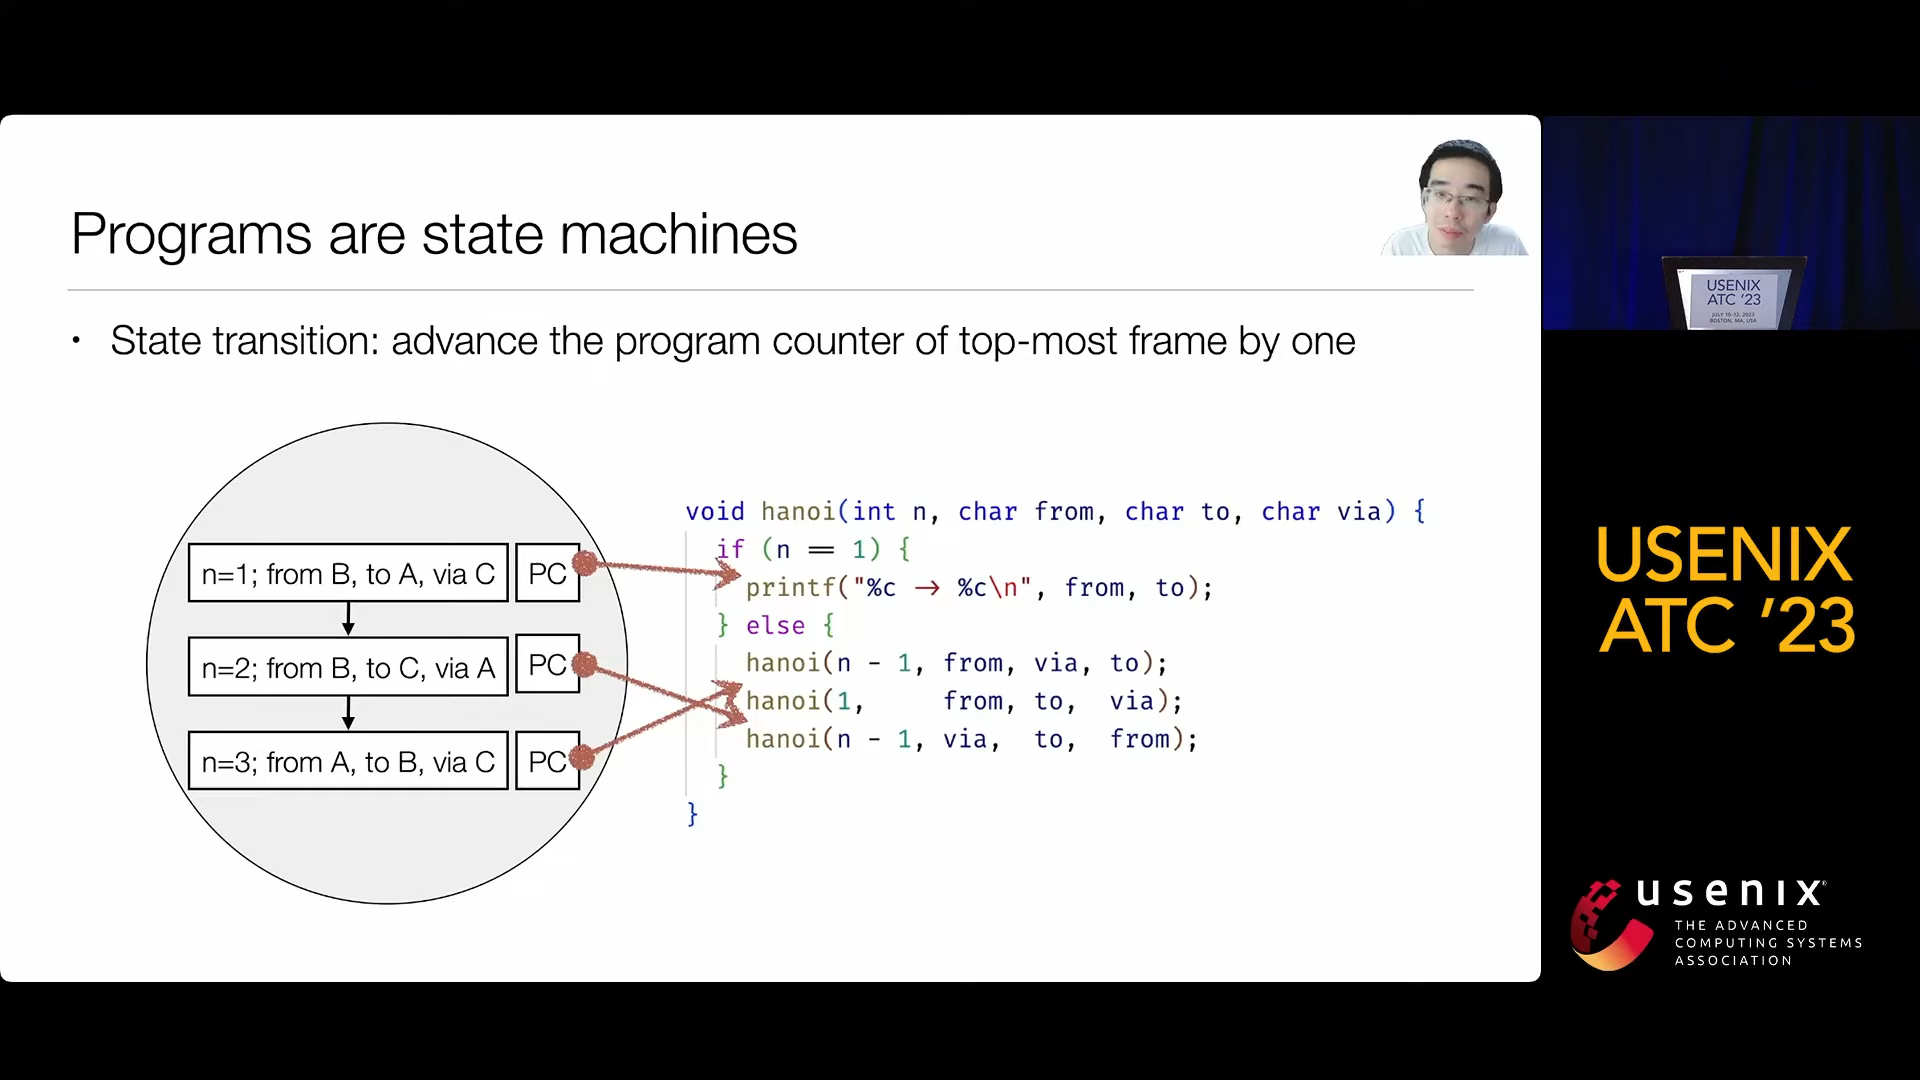 Programs are state machines
• State transition: advance the program counter of top-most frame by one
n=1; from B, to A, via C PC
n=2; from B, to C, via A PC
n=3; from A, to B, via C PC
void hanoi(int n, char from, char to, char via) {
if (n == 1) {
printf("%c -> %c\n", from, to);
} else {
hanoi(n - 1, from, via, to);
hanoi(1, from, to, via);
hanoi(n - 1, via, to, from);
}
}
USENIX
ATC '23
JULY 10–12, 2023
BOSTON, MA, USA
USENIX
ATC '23
usenix®
THE ADVANCED
COMPUTING SYSTEMS
ASSOCIATION